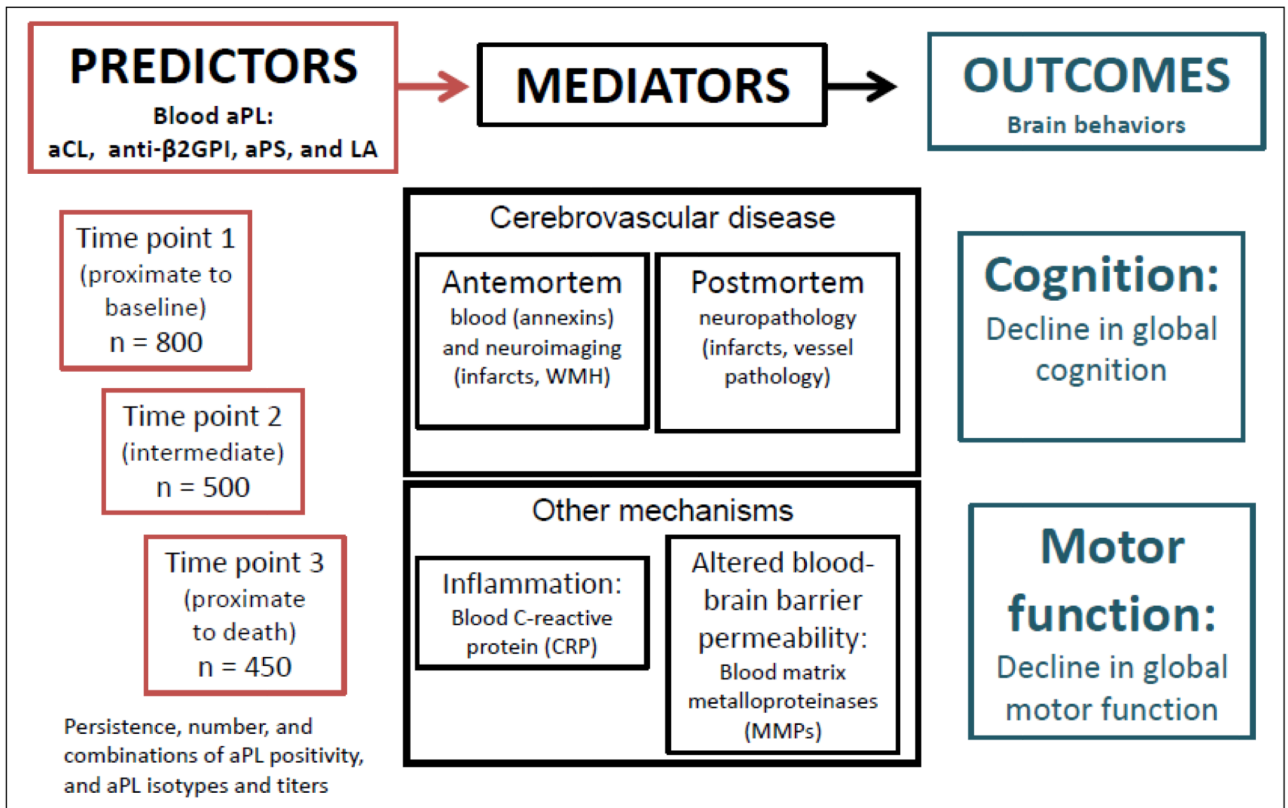 PREDICTORS
Blood aPL:
aCL, anti-β2GPI, aPS, and LA
MEDIATORS
OUTCOMES
Brain behaviors
Time point 1
(proximate to
baseline)
n = 800
Time point 2
(intermediate)
n = 500
Time point 3
(proximate
to death)
n = 450
Persistence, number, and
combinations of aPL positivity,
and aPL isotypes and titers
Cerebrovascular disease
Antemortem
blood (annexins)
and neuroimaging
(infarcts, WMH)
Postmortem
neuropathology
(infarcts, vessel
pathology)
Other mechanisms
Inflammation:
Blood C-reactive
protein (CRP)
Altered blood-
brain barrier
permeability:
Blood matrix
metalloproteinases
(MMPs)
Cognition:
Decline in global
cognition
Motor
function:
Decline in global
motor function